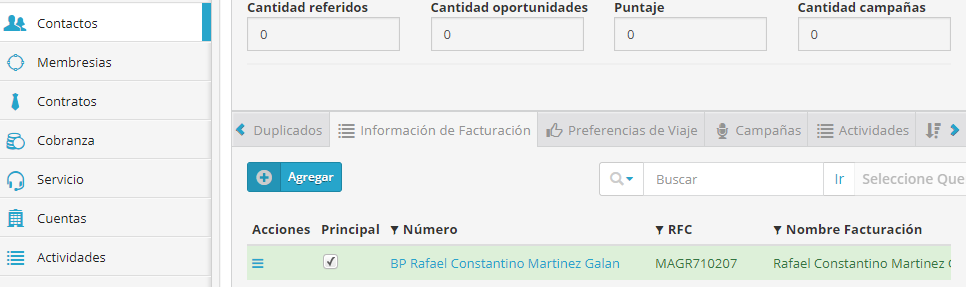 Contactos
Membresias
Contratos
Cobranza
Servicio
Cuentas
Actividades
Cantidad referidos Cantidad oportunidades Puntaje Cantidad campañas
0 0 0 0
Duplicados Información de Facturación Preferencias de Viaje Campañas Actividades
Agregar Buscar Ir Seleccione Que
Acciones Principal Número RFC Nombre Facturación
BP Rafael Constantino Martinez Galan MAGR710207 Rafael Constantino Martinez G